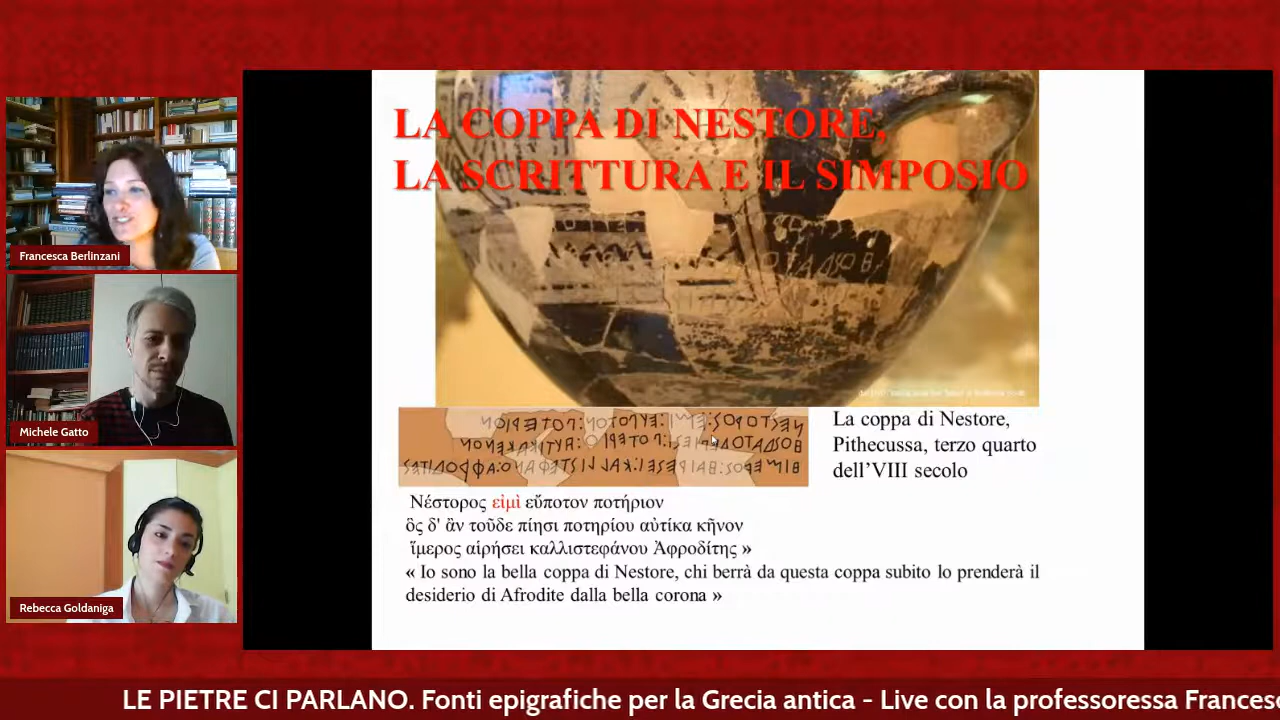 LA COPPA DI NESTORE,
LA SCRITTURA E IL SIMPOSIO
Francesca Berlinzani
Michele Gatto
Rebecca Goldaniga
La coppa di Nestore,
Pithecussa, terzo quarto
dell’VIII secolo
Νέστορος εἰμὶ εὔποτον ποτήριον
ὃς δ' ἂν τοῦδε πίησι ποτηρίου αὐτίκα κῆνον
ἵμερος αἱρήσει καλλιστεφάνου Ἀφροδίτης »
« Io sono la bella coppa di Nestore, chi berrà da questa coppa subito lo prenderà il
desiderio di Afrodite dalla bella corona »
LE PIETRE CI PARLANO. Fonti epigrafiche per la Grecia antica - Live con la professoressa Francesc